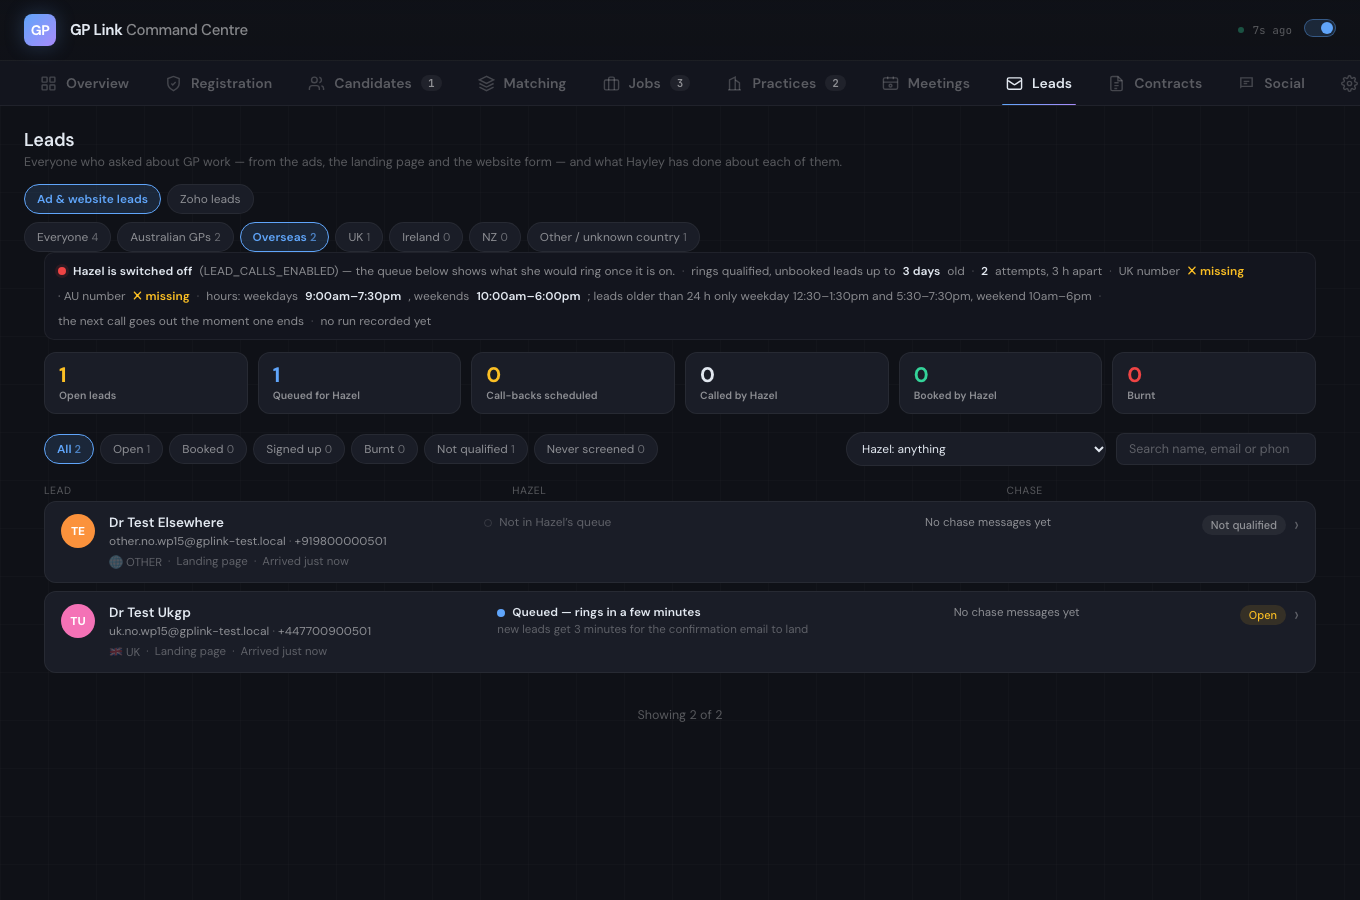 GP GP Link Command Centre 7s ago
Overview Registration Candidates 1 Matching Jobs 3 Practices 2 Meetings Leads Contracts Social
Leads
Everyone who asked about GP work — from the ads, the landing page and the website form — and what Hayley has done about each of them.
Ad & website leads Zoho leads
Everyone 4 Australian GPs 2 Overseas 2 UK 1 Ireland 0 NZ 0 Other / unknown country 1
Hazel is switched off (LEAD_CALLS_ENABLED) — the queue below shows what she would ring once it is on. · rings qualified, unbooked leads up to 3 days old · 2 attempts, 3 h apart · UK number ✕ missing
· AU number ✕ missing · hours: weekdays 9:00am–7:30pm , weekends 10:00am–6:00pm ; leads older than 24 h only weekday 12:30–1:30pm and 5:30–7:30pm, weekend 10am–6pm ·
the next call goes out the moment one ends · no run recorded yet
1 1 0 0 0 0
Open leads Queued for Hazel Call-backs scheduled Called by Hazel Booked by Hazel Burnt
All 2 Open 1 Booked 0 Signed up 0 Burnt 0 Not qualified 1 Never screened 0 Hazel: anything Search name, email or phon
LEAD HAZEL CHASE
TE Dr Test Elsewhere Not in Hazel's queue No chase messages yet Not qualified ›
other.no.wp15@gplink-test.local · +919800000501
OTHER · Landing page · Arrived just now
TU Dr Test Ukgp Queued — rings in a few minutes No chase messages yet Open ›
uk.no.wp15@gplink-test.local · +447700900501 new leads get 3 minutes for the confirmation email to land
UK · Landing page · Arrived just now
Showing 2 of 2